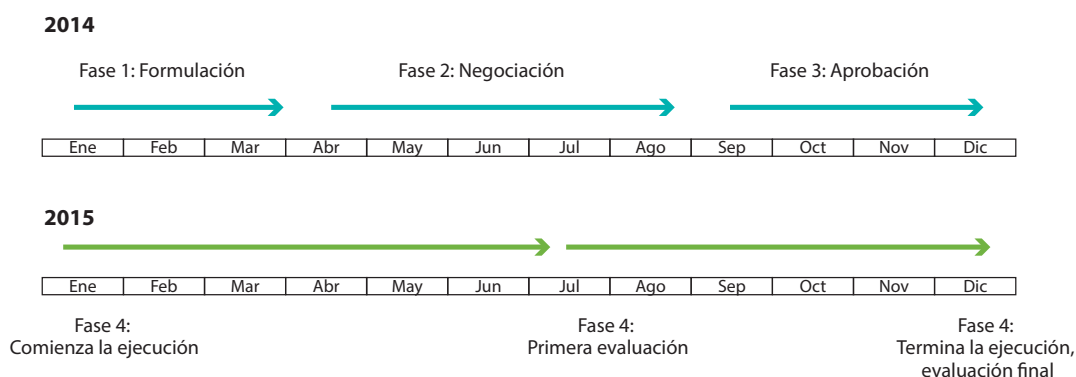 2014
Fase 1: Formulación Fase 2: Negociación Fase 3: Aprobación
Ene Feb Mar Abr May Jun Jul Ago Sep Oct Nov Dic
2015
Ene Feb Mar Abr May Jun Jul Ago Sep Oct Nov Dic
Fase 4:
Comienza la ejecución
Fase 4:
Primera evaluación
Fase 4:
Termina la ejecución,
evaluación final